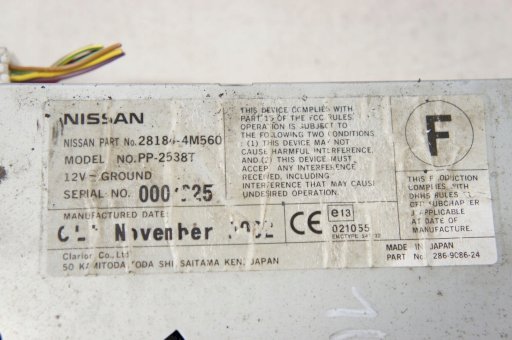 NISSAN
NISSAN PART No. 28184-4M560
MODEL NO. PP-2538T
12V ⎓ GROUND
SERIAL NO.
MANUFACTURED DATE:
November
Clarion Co., Ltd
50 KAMITODA TODA SHI, SAITAMA KEN, JAPAN
THIS DEVICE COMPLIES WITH
PART 15 OF THE FCC RULES.
OPERATION IS SUBJECT TO
THE FOLLOWING TWO CONDITIONS
: (1) THIS DEVICE MAY NOT
CAUSE HARMFUL INTERFERENCE,
AND (2) THIS DEVICE MUST
ACCEPT ANY INTERFERENCE
RECEIVED, INCLUDING
INTERFERENCE THAT MAY CAUSE
UNDESIRED OPERATION.
CE
e13
021055
F
THIS PRODUCTION
COMPLIES WITH
DHHS RULES
CFR SUBCHAPTER
J APPLICABLE
AT DATE OF
MANUFACTURE.
MADE IN JAPAN
PART No. 286-9086-24